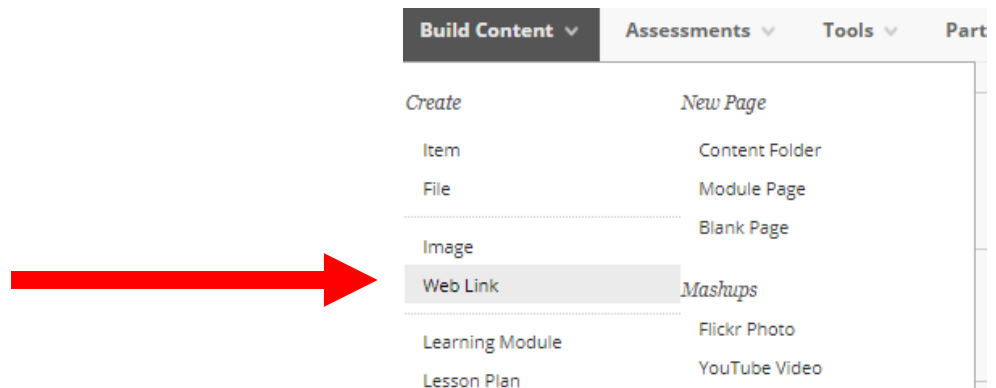 Build Content Assessments Tools Part
Create
Item
File
Image
Web Link
Learning Module
Lesson Plan
New Page
Content Folder
Module Page
Blank Page
Mashups
Flickr Photo
YouTube Video